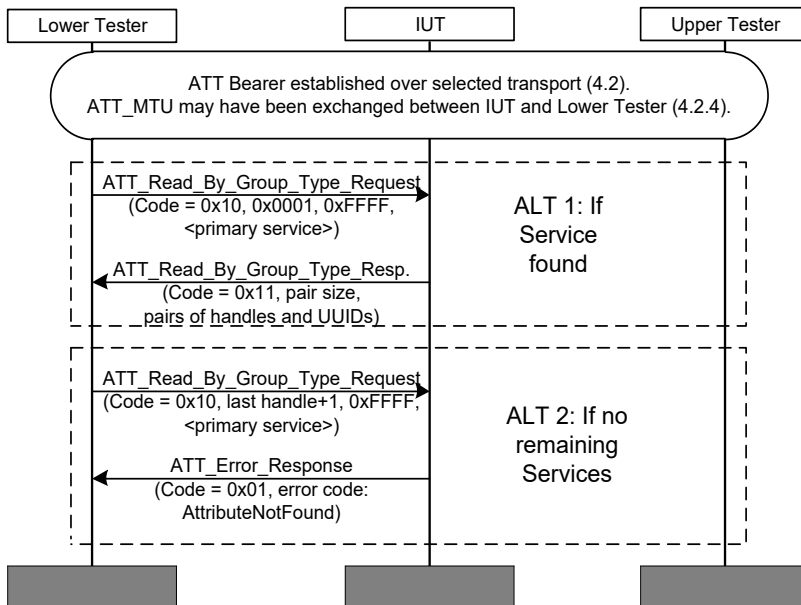 Lower Tester
IUT
Upper Tester
ATT Bearer established over selected transport (4.2).
ATT_MTU may have been exchanged between IUT and Lower Tester (4.2.4).
ATT_Read_By_Group_Type_Request
(Code = 0x10, 0x0001, 0xFFFF,
<primary service>)
ATT_Read_By_Group_Type_Resp.
(Code = 0x11, pair size,
pairs of handles and UUIDs)
ALT 1: If
Service
found
ATT_Read_By_Group_Type_Request
(Code = 0x10, last handle+1, 0xFFFF,
<primary service>)
ATT_Error_Response
(Code = 0x01, error code:
AttributeNotFound)
ALT 2: If no
remaining
Services